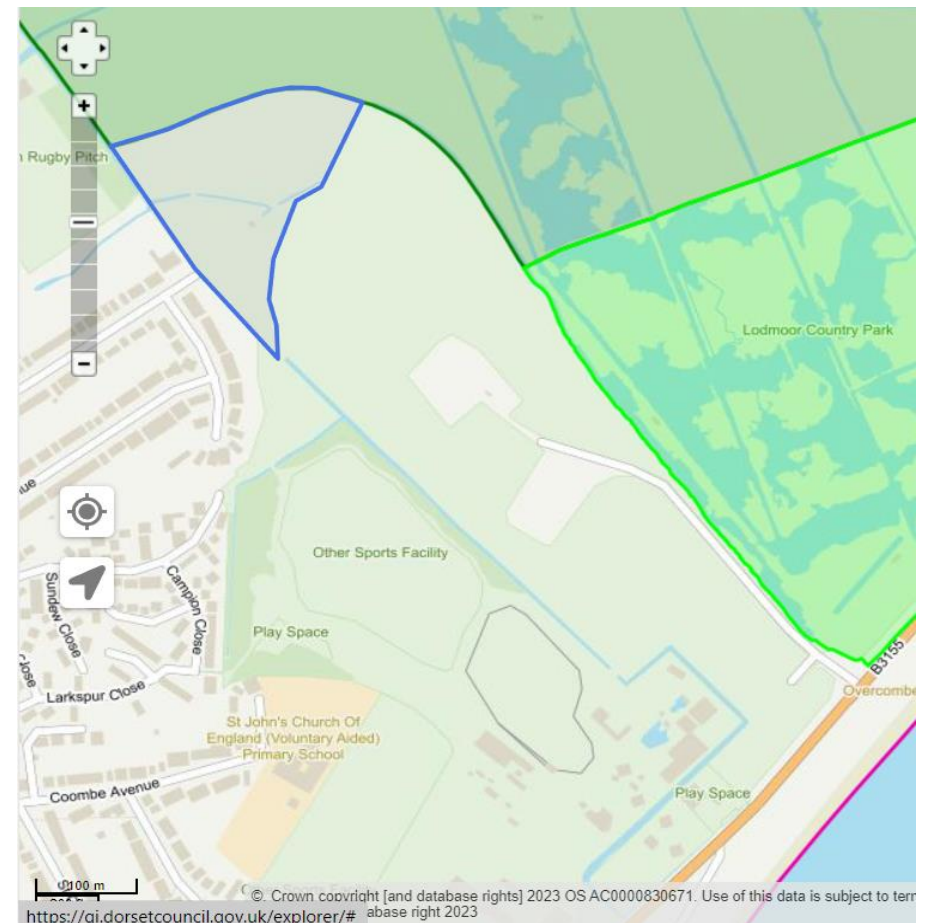 +
n Rugby Pitch
−
Lodmoor Country Park
ue
Other Sports Facility
Sundew Close
Campion Close
Play Space
Close
B3155
Larkspur Close
Overcombe
St John's Church Of
England (Voluntary Aided)
Primary School
Coombe Avenue
Play Space
100 m
© Crown copyright [and database rights] 2023 OS AC0000830671. Use of this data is subject to ter
https://gi.dorsetcouncil.gov.uk/explorer/#
abase right 2023